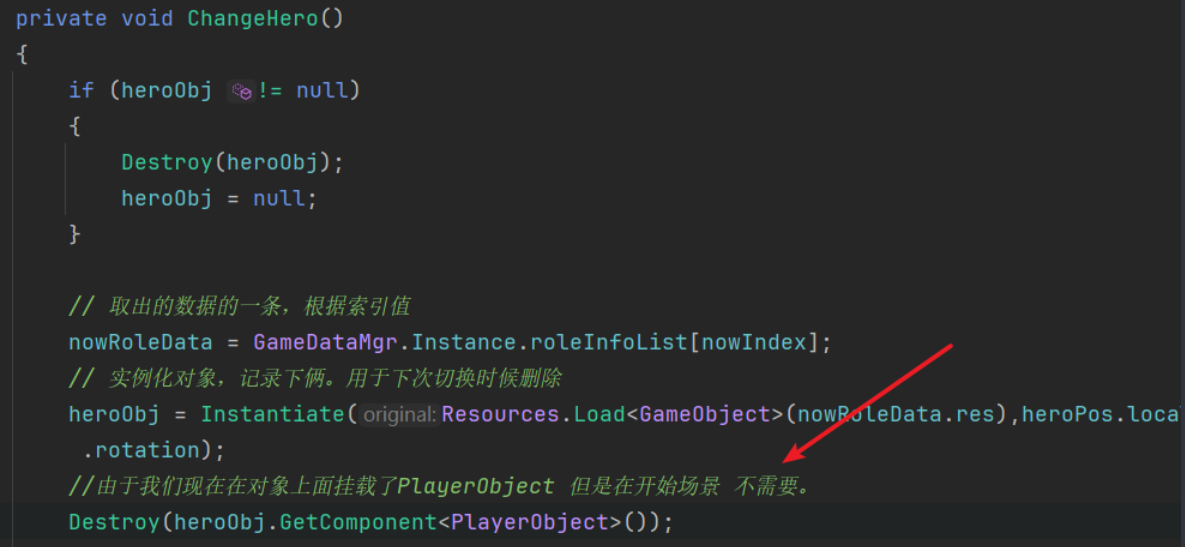 private void ChangeHero()
{
if (heroObj != null)
{
Destroy(heroObj);
heroObj = null;
}
// 取出的数据的一条，根据索引值
nowRoleData = GameDataMgr.Instance.roleInfoList[nowIndex];
// 实例化对象，记录下俩。用于下次切换时候删除
heroObj = Instantiate(original:Resources.Load<GameObject>(nowRoleData.res),heroPos.loca
.rotation);
//由于我们现在在对象上面挂载了PlayerObject 但是在开始场景 不需要。
Destroy(heroObj.GetComponent<PlayerObject>());